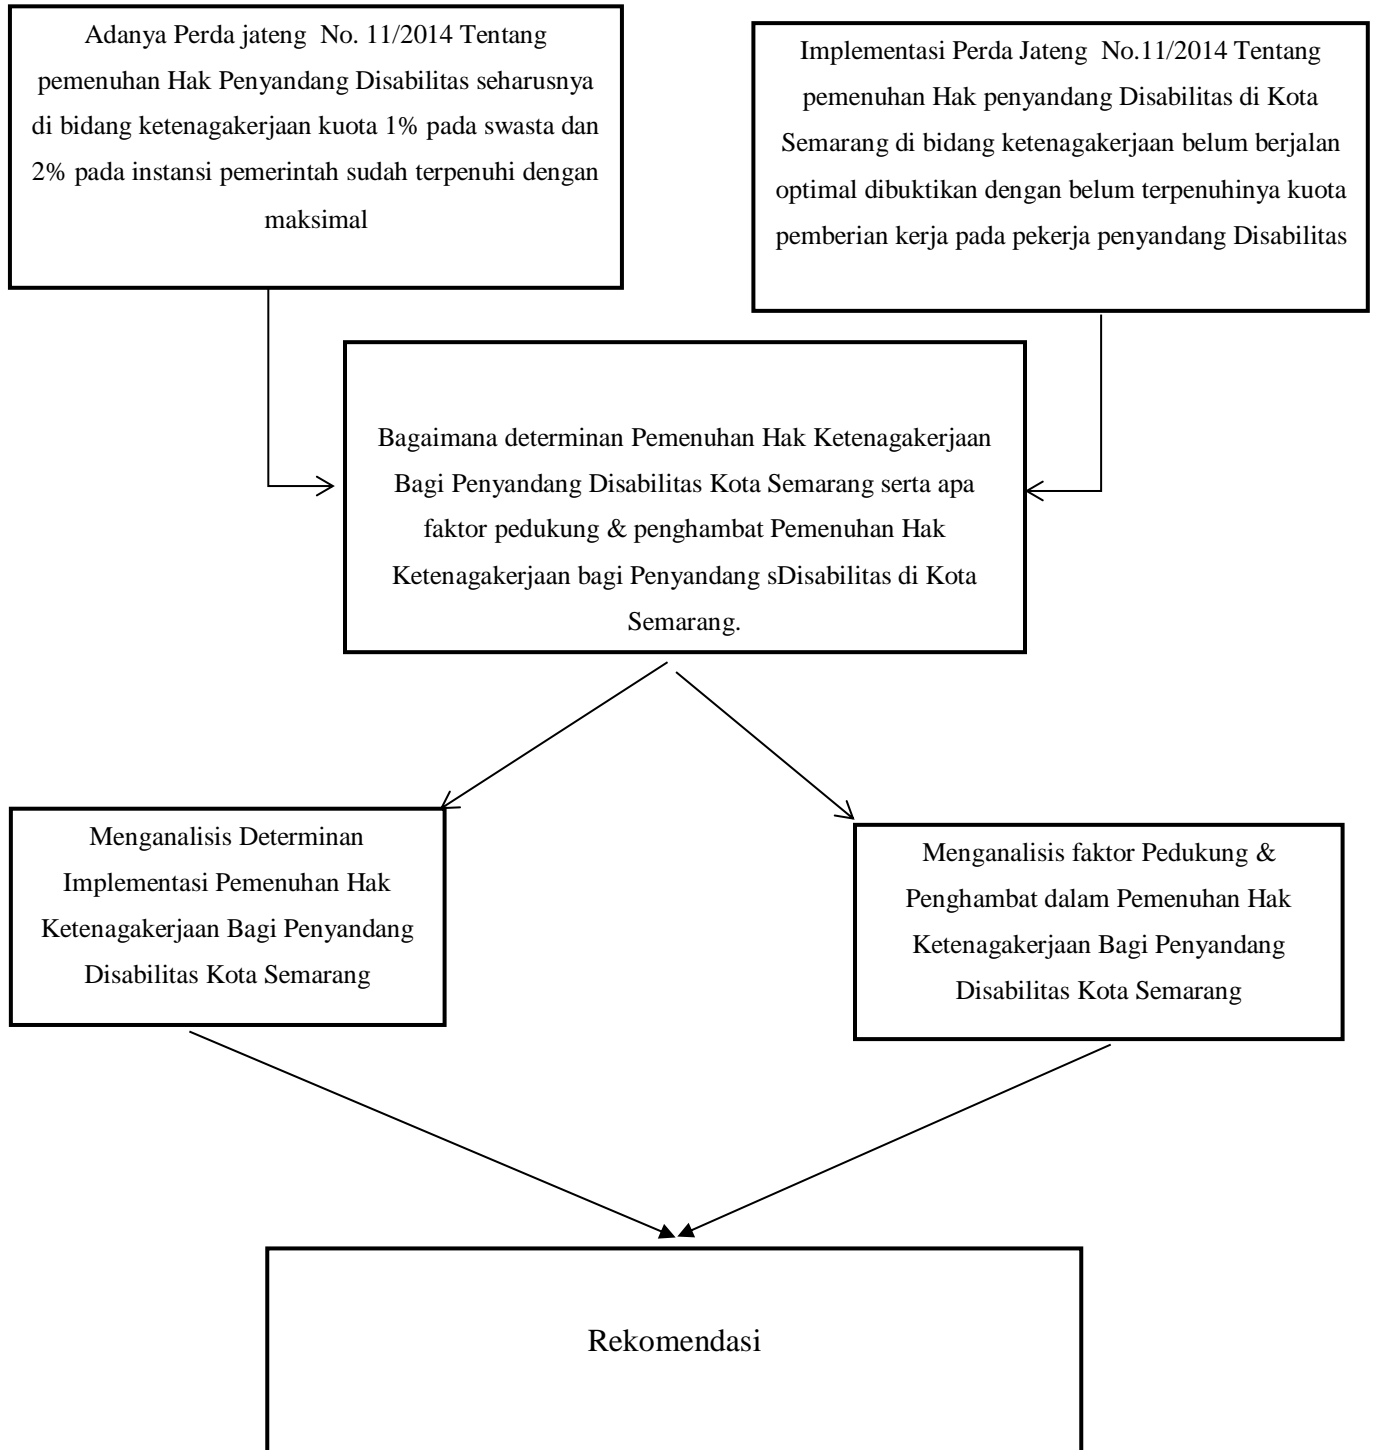 Adanya Perda jateng  No. 11/2014 Tentang
pemenuhan Hak Penyandang Disabilitas seharusnya
di bidang ketenagakerjaan kuota 1% pada swasta dan
2% pada instansi pemerintah sudah terpenuhi dengan
maksimal
Implementasi Perda Jateng  No.11/2014 Tentang
pemenuhan Hak penyandang Disabilitas di Kota
Semarang di bidang ketenagakerjaan belum berjalan
optimal dibuktikan dengan belum terpenuhinya kuota
pemberian kerja pada pekerja penyandang Disabilitas
Bagaimana determinan Pemenuhan Hak Ketenagakerjaan
Bagi Penyandang Disabilitas Kota Semarang serta apa
faktor pedukung & penghambat Pemenuhan Hak
Ketenagakerjaan bagi Penyandang sDisabilitas di Kota
Semarang.
Menganalisis Determinan
Implementasi Pemenuhan Hak
Ketenagakerjaan Bagi Penyandang
Disabilitas Kota Semarang
Menganalisis faktor Pedukung &
Penghambat dalam Pemenuhan Hak
Ketenagakerjaan Bagi Penyandang
Disabilitas Kota Semarang
Rekomendasi